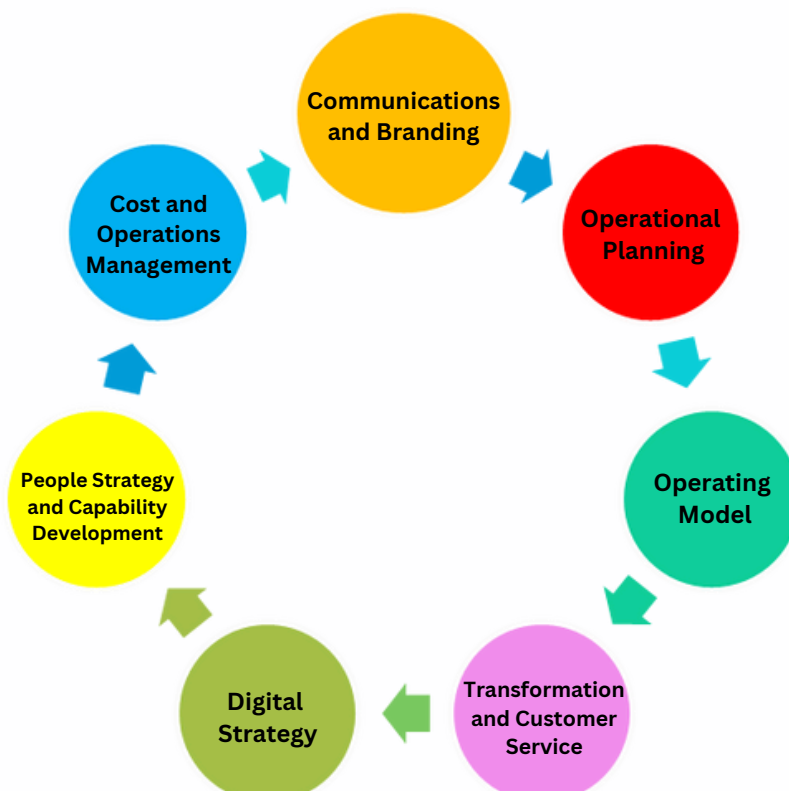 Communications
and Branding
Operational
Planning
Operating
Model
Transformation
and Customer
Service
Digital
Strategy
People Strategy
and Capability
Development
Cost and
Operations
Management